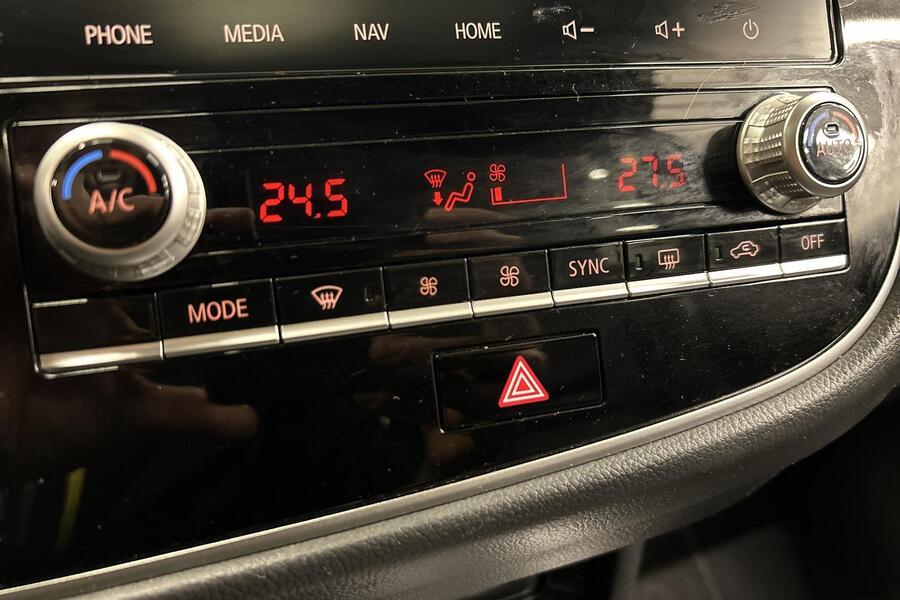 PHONE MEDIA NAV HOME
A/C 24.5 27.5 AUTO
MODE SYNC OFF